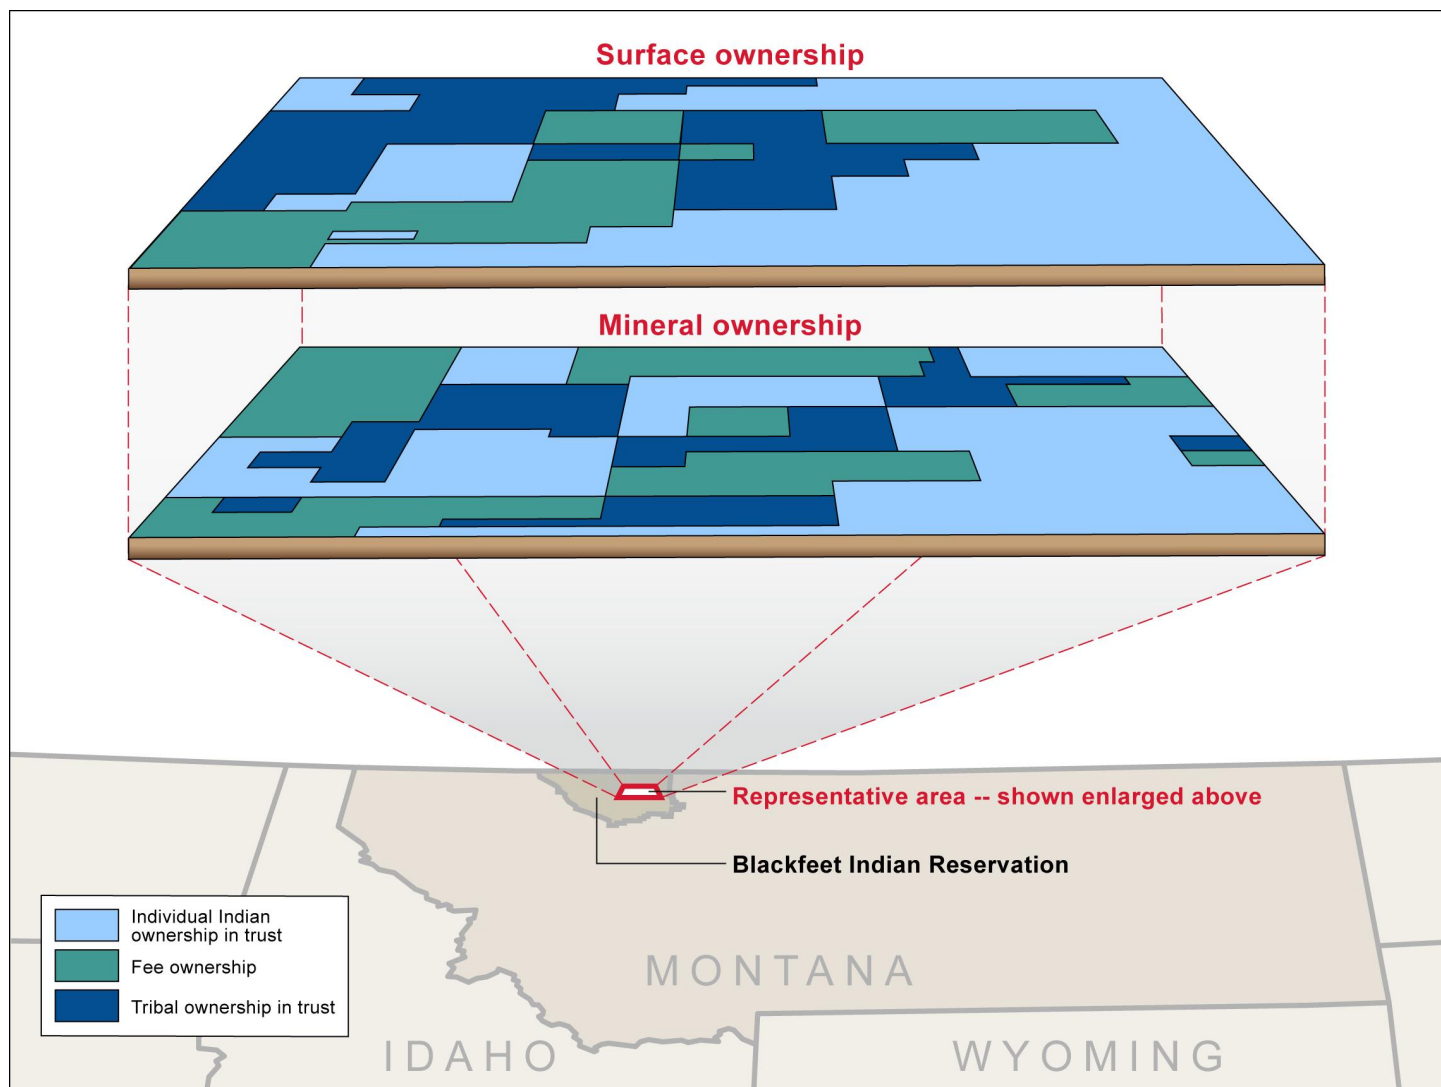 Surface ownership
Mineral ownership
Representative area -- shown enlarged above
Blackfeet Indian Reservation
Individual Indian
ownership in trust
Fee ownership
Tribal ownership in trust
MONTANA
IDAHO
WYOMING